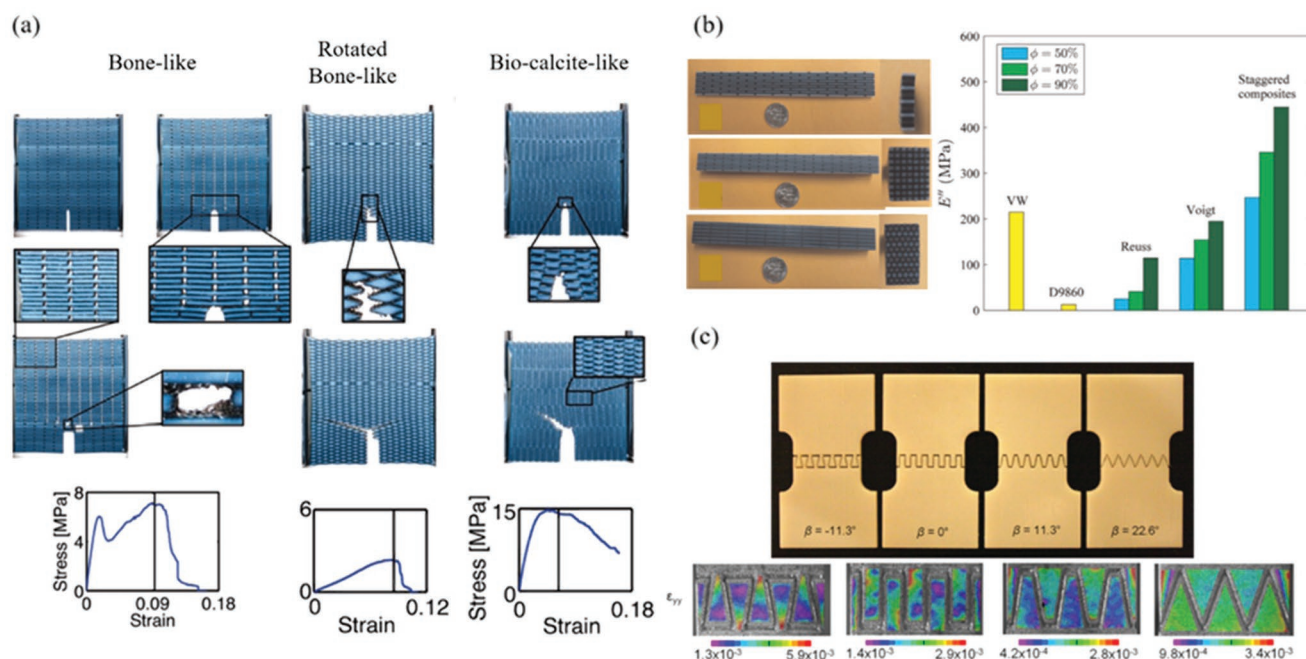 (a)
Bone-like
Rotated
Bone-like
Bio-calcite-like
8
4
0
Stress [MPa]
0
0.09
0.18
Strain
6
3
0
0
0.12
Strain
15
0
Stress [MPa]
0
0.18
Strain
(b)
600
500
400
300
200
100
0
E″ (MPa)
ϕ = 50%
ϕ = 70%
ϕ = 90%
VW
D9860
Reuss
Voigt
Staggered
composites
(c)
β = -11.3°
β = 0°
β = 11.3°
β = 22.6°
εyy
1.3x10⁻³
5.9x10⁻³
1.4x10⁻³
2.9x10⁻³
4.2x10⁻⁴
2.8x10⁻³
9.8x10⁻⁴
3.4x10⁻³